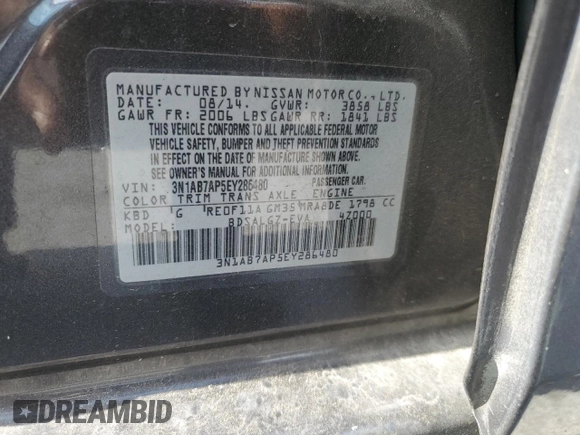 MANUFACTURED BY NISSAN MOTOR CO., LTD.
DATE: 08/14. GVWR: 3858 LBS
GAWR FR: 2006 LBS GAWR RR: 1841 LBS
THIS VEHICLE CONFORMS TO ALL APPLICABLE FEDERAL MOTOR
VEHICLE SAFETY, BUMPER AND THEFT PREVENTION STANDARDS
IN EFFECT ON THE DATE OF MANUFACTURE SHOWN ABOVE.
SEE OWNER'S MANUAL FOR ADDITIONAL INFORMATION
VIN: 3N1AB7AP5EY286480 PASSENGER CAR.
COLOR TRIM TRANS AXLE ENGINE
KBD G RE0F11A GM35 MRA8DE 1798 CC
MODEL: BDSALG7-EVA 4Z000
3N1AB7AP5EY286480
DREAMBID